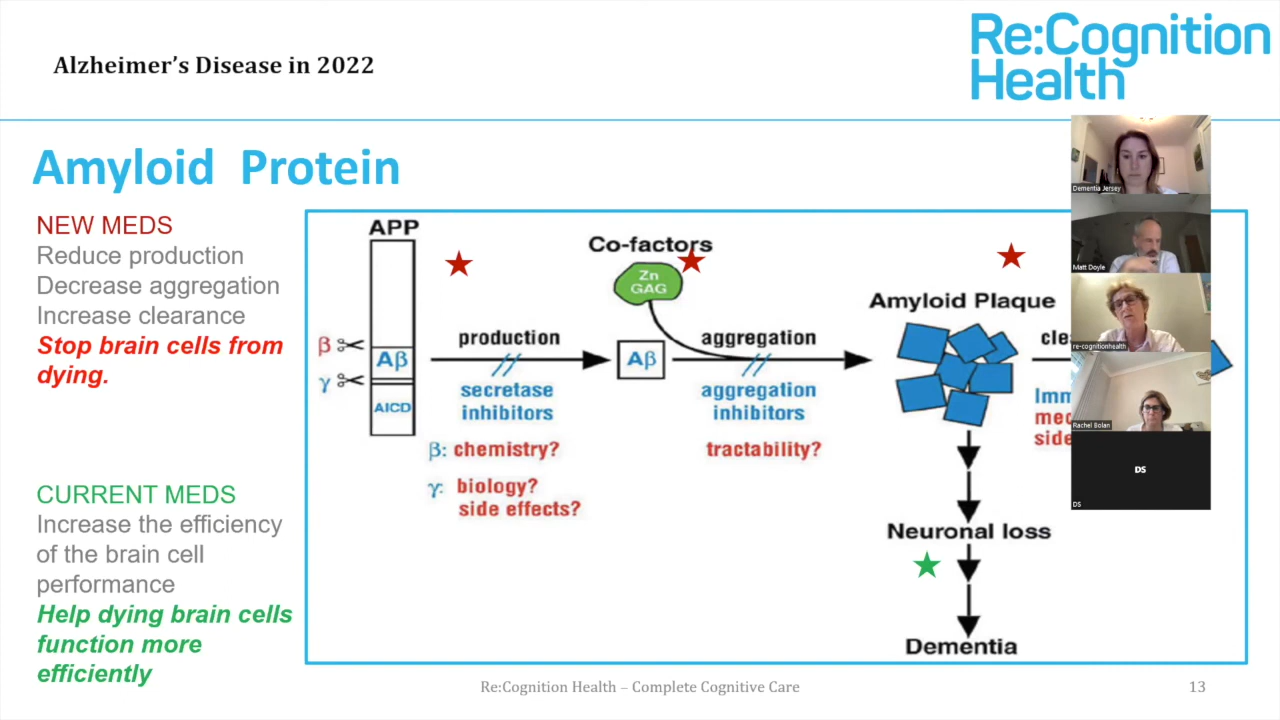 Alzheimer's Disease in 2022
Re:Cognition
Health
Amyloid Protein
NEW MEDS
Reduce production
Decrease aggregation
Increase clearance
Stop brain cells from
dying.
CURRENT MEDS
Increase the efficiency
of the brain cell
performance
Help dying brain cells
function more
efficiently
APP
β
Aβ
γ
AICD
production
secretase
inhibitors
β: chemistry?
γ: biology?
side effects?
Co-factors
Zn
GAG
Aβ
aggregation
aggregation
inhibitors
tractability?
Amyloid Plaque
Neuronal loss
Dementia
Dementia Jersey
Matt Doyle
re-cognitionhealth
Rachel Bolan
DS
DS
Re:Cognition Health – Complete Cognitive Care
13